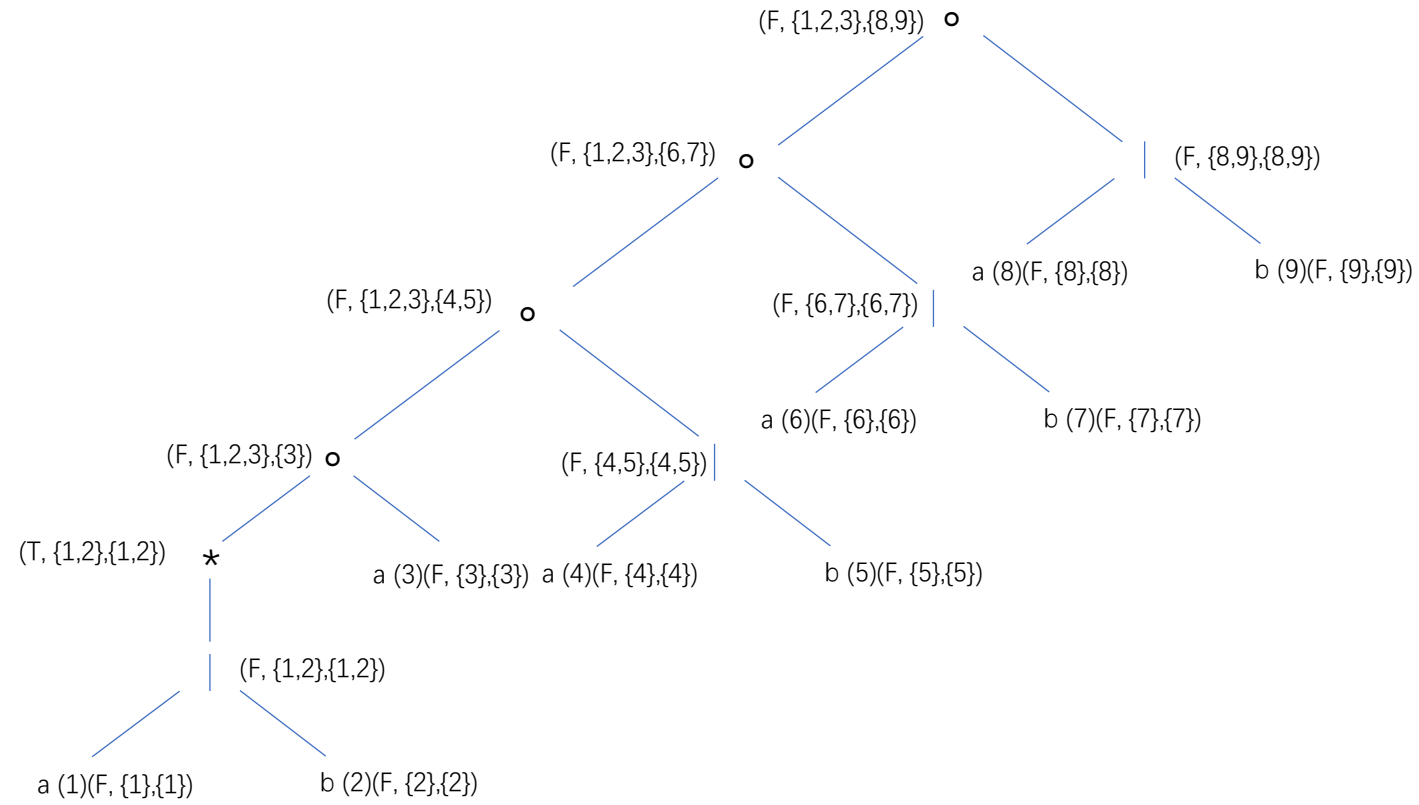 (F, {1,2,3},{8,9})
(F, {1,2,3},{6,7})
(F, {8,9},{8,9})
a (8)(F, {8},{8})
b (9)(F, {9},{9})
(F, {1,2,3},{4,5})
(F, {6,7},{6,7})
a (6)(F, {6},{6})
b (7)(F, {7},{7})
(F, {1,2,3},{3})
(F, {4,5},{4,5})
(T, {1,2},{1,2})
*
a (3)(F, {3},{3})
a (4)(F, {4},{4})
b (5)(F, {5},{5})
(F, {1,2},{1,2})
a (1)(F, {1},{1})
b (2)(F, {2},{2})